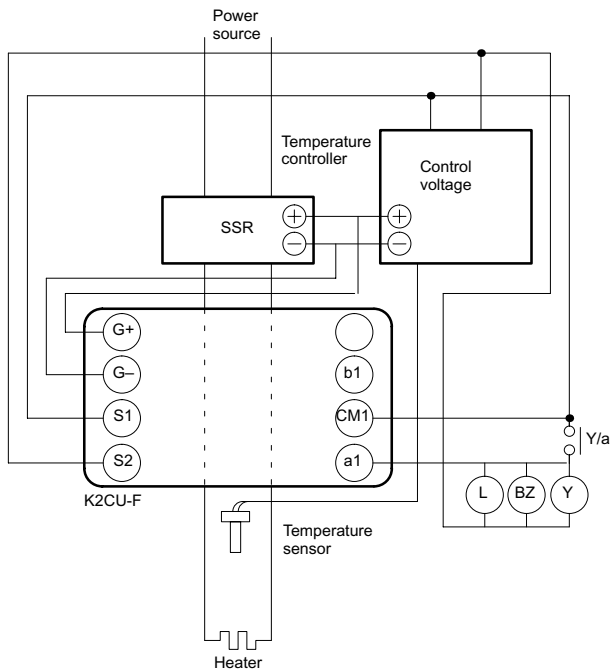 Power
source
Temperature
controller
Control
voltage
SSR
+
+
−
−
G+
G−
b1
S1
CM1
Y/a
S2
a1
L
BZ
Y
K2CU-F
Temperature
sensor
Heater